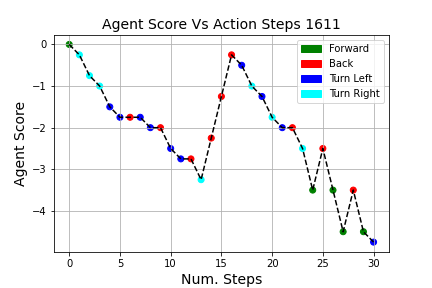 Agent Score Vs Action Steps 1611
Forward
Back
Turn Left
Turn Right
Agent Score
0
−1
−2
−3
−4
0 5 10 15 20 25 30
Num. Steps